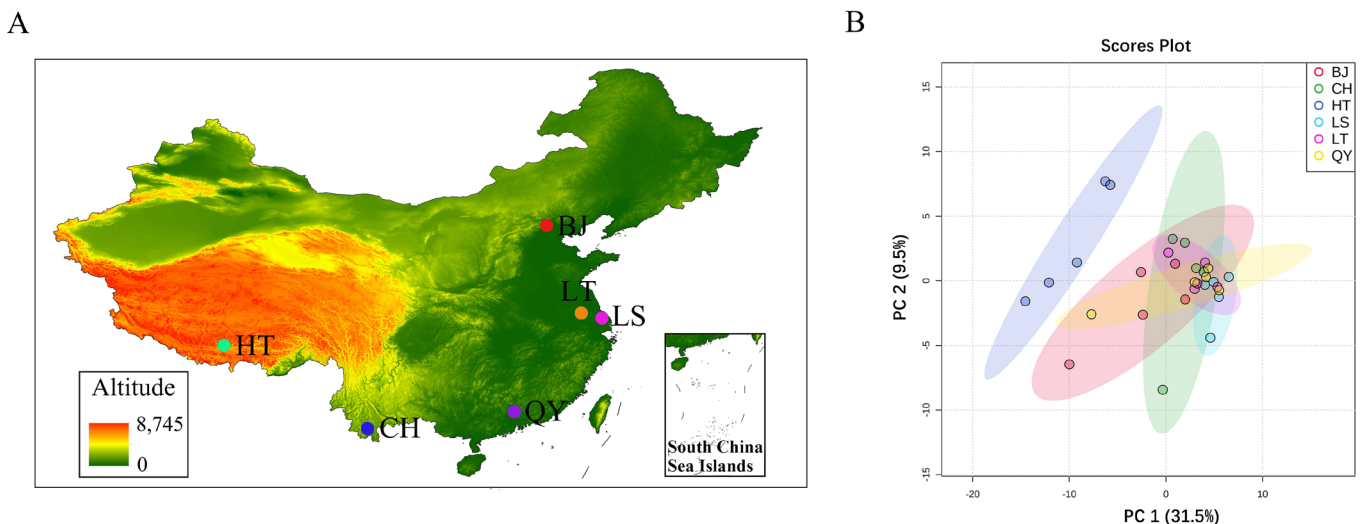 A
BJ
LT
LS
HT
QY
CH
Altitude
8,745
0
South China
Sea Islands
B
Scores Plot
BJ
CH
HT
LS
LT
QY
PC 2 (9.5%)
15
10
5
0
-5
-10
-15
-20
-10
0
10
PC 1 (31.5%)